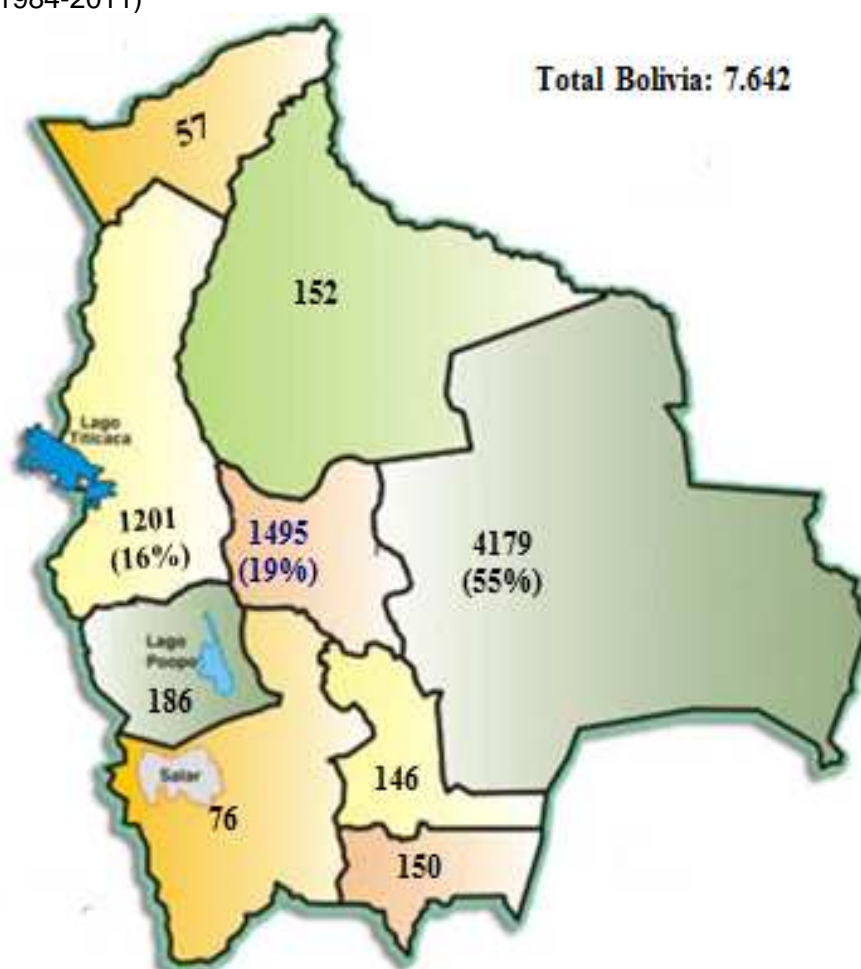 1984-2011)
Total Bolivia: 7.642
57
152
Lago
Titicaca
1201
(16%)
1495
(19%)
4179
(55%)
Lago
Poopo
186
Salar
146
76
150